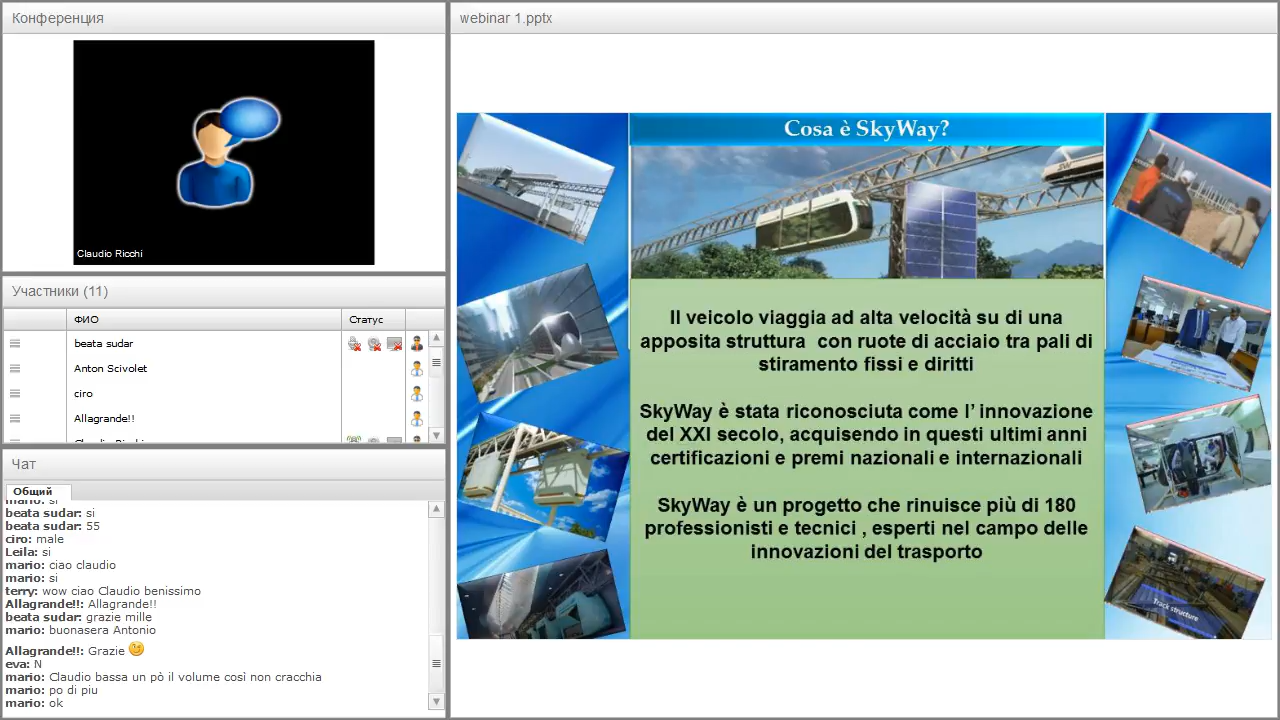 Конференция
Claudio Ricchi
Участники (11)
ФИО
Статус
beata sudar
Anton Scivolet
ciro
Allagrande!!
Чат
Общий
mario: si
beata sudar: si
beata sudar: 55
ciro: male
Leila: si
mario: ciao claudio
mario: si
terry: wow ciao Claudio benissimo
Allagrande!!: Allagrande!!
beata sudar: grazie mille
mario: buonasera Antonio
Allagrande!!: Grazie
eva: N
mario: Claudio bassa un pò il volume così non cracchia
mario: po di piu
mario: ok
webinar 1.pptx
Cosa è SkyWay?
SW
Il veicolo viaggia ad alta velocità su di una
apposita struttura con ruote di acciaio tra pali di
stiramento fissi e diritti
SkyWay è stata riconosciuta come l’ innovazione
del XXI secolo, acquisendo in questi ultimi anni
certificazioni e premi nazionali e internazionali
SkyWay è un progetto che rinuisce più di 180
professionisti e tecnici , esperti nel campo delle
innovazioni del trasporto
Track structure